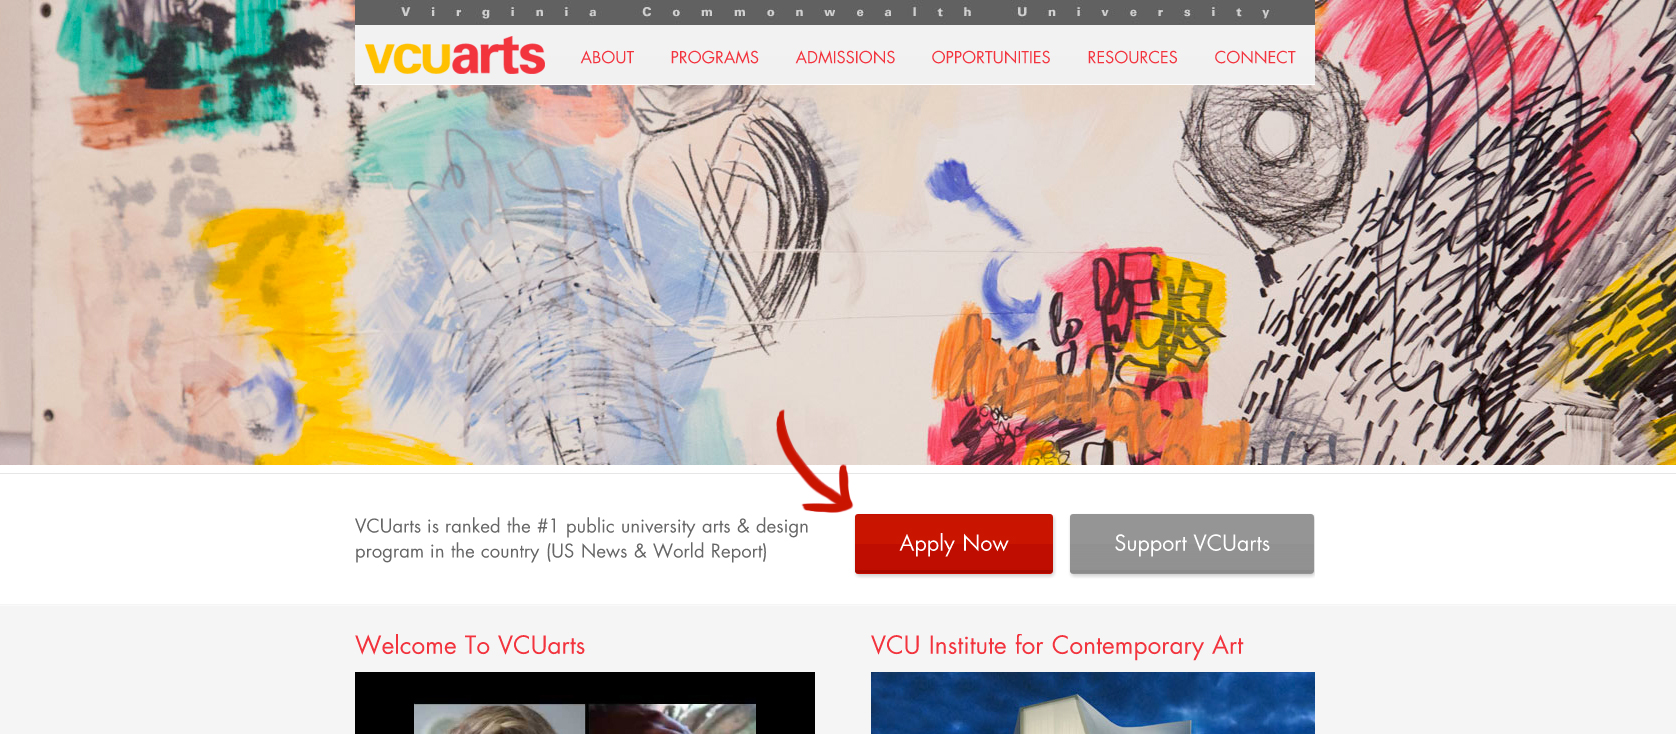 Virginia Commonwealth University
vcuarts ABOUT PROGRAMS ADMISSIONS OPPORTUNITIES RESOURCES CONNECT
VCUarts is ranked the #1 public university arts & design
program in the country (US News & World Report)
Apply Now
Support VCUarts
Welcome To VCUarts
VCU Institute for Contemporary Art